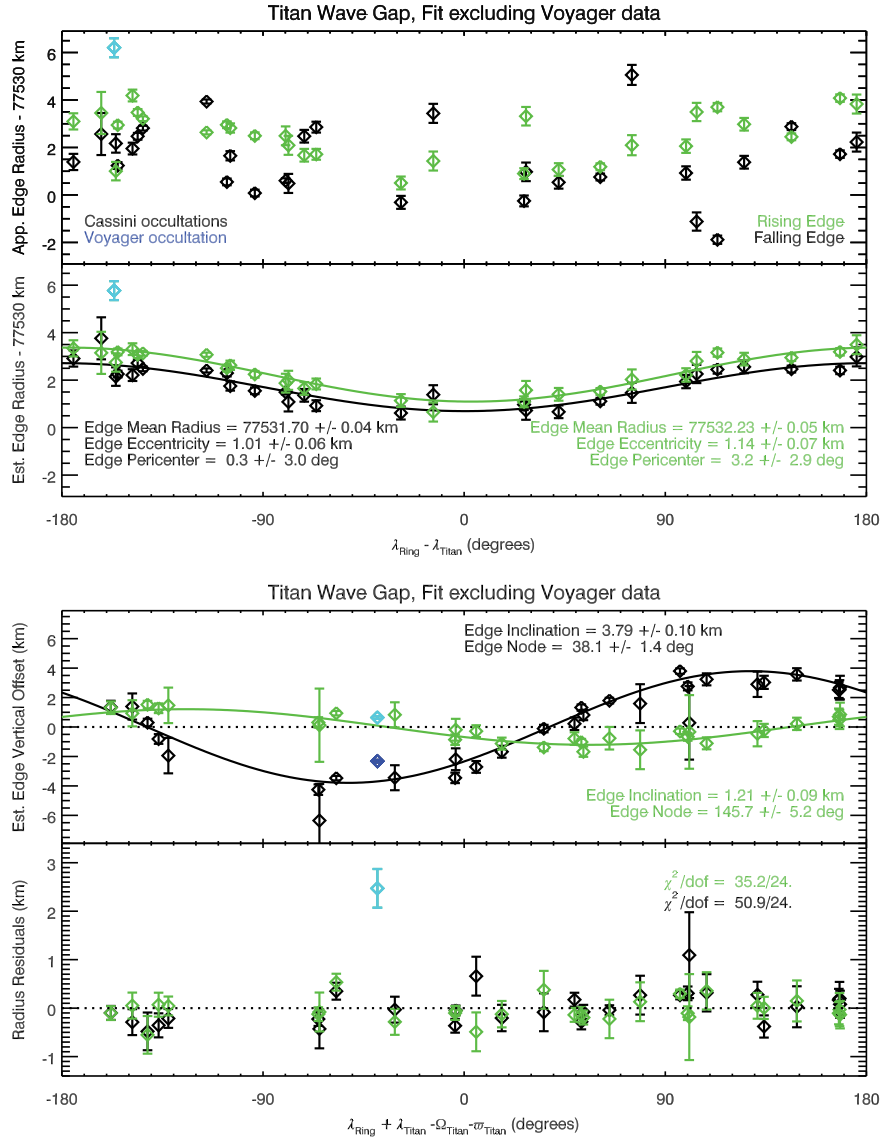 Titan Wave Gap, Fit excluding Voyager data
App. Edge Radius - 77530 km
6
4
2
0
-2
Cassini occultations
Voyager occultation
Rising Edge
Falling Edge
Est. Edge Radius - 77530 km
6
4
2
0
-2
Edge Mean Radius = 77531.70 +/- 0.04 km
Edge Eccentricity = 1.01 +/- 0.06 km
Edge Pericenter = 0.3 +/- 3.0 deg
Edge Mean Radius = 77532.23 +/- 0.05 km
Edge Eccentricity = 1.14 +/- 0.07 km
Edge Pericenter = 3.2 +/- 2.9 deg
-180 -90 0 90 180
λRing - λTitan (degrees)
Titan Wave Gap, Fit excluding Voyager data
Est. Edge Vertical Offset (km)
6
4
2
0
-2
-4
-6
Edge Inclination = 3.79 +/- 0.10 km
Edge Node = 38.1 +/- 1.4 deg
Edge Inclination = 1.21 +/- 0.09 km
Edge Node = 145.7 +/- 5.2 deg
Radius Residuals (km)
3
2
1
0
-1
χ²/dof = 35.2/24.
χ²/dof = 50.9/24.
-180 -90 0 90 180
λRing + λTitan -ΩTitan-ϖTitan (degrees)